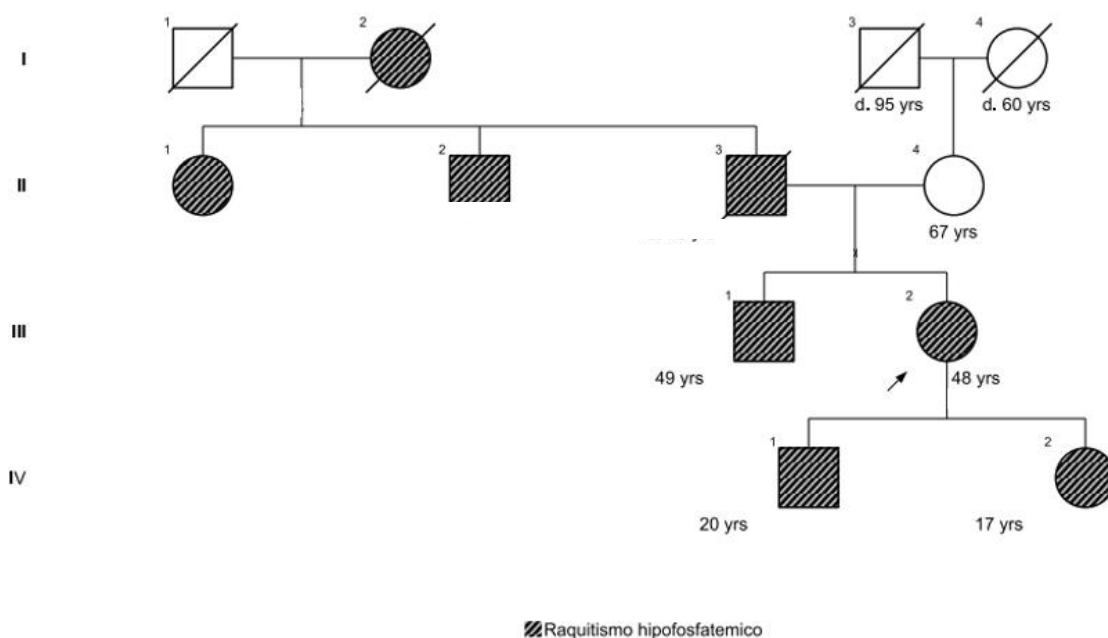 1 2 3 4
I
d. 95 yrs d. 60 yrs
1 2 3 4
II
67 yrs
1 2
III
49 yrs 48 yrs
1 2
IV
20 yrs 17 yrs
Raquitismo hipofosfatemico